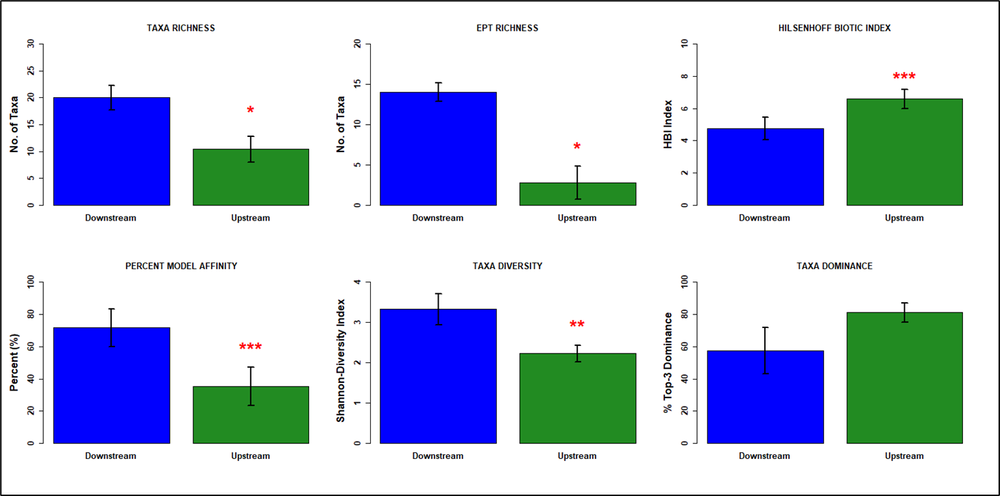 TAXA RICHNESS
No. of Taxa
30
25
20
15
10
5
0
*
Downstream
Upstream
EPT RICHNESS
No. of Taxa
20
15
10
5
0
*
Downstream
Upstream
HILSENHOFF BIOTIC INDEX
HBI Index
10
8
6
4
2
0
***
Downstream
Upstream
PERCENT MODEL AFFINITY
Percent (%)
100
80
60
40
20
0
***
Downstream
Upstream
TAXA DIVERSITY
Shannon-Diversity Index
4
3
2
1
0
**
Downstream
Upstream
TAXA DOMINANCE
% Top-3 Dominance
100
80
60
40
20
0
Downstream
Upstream